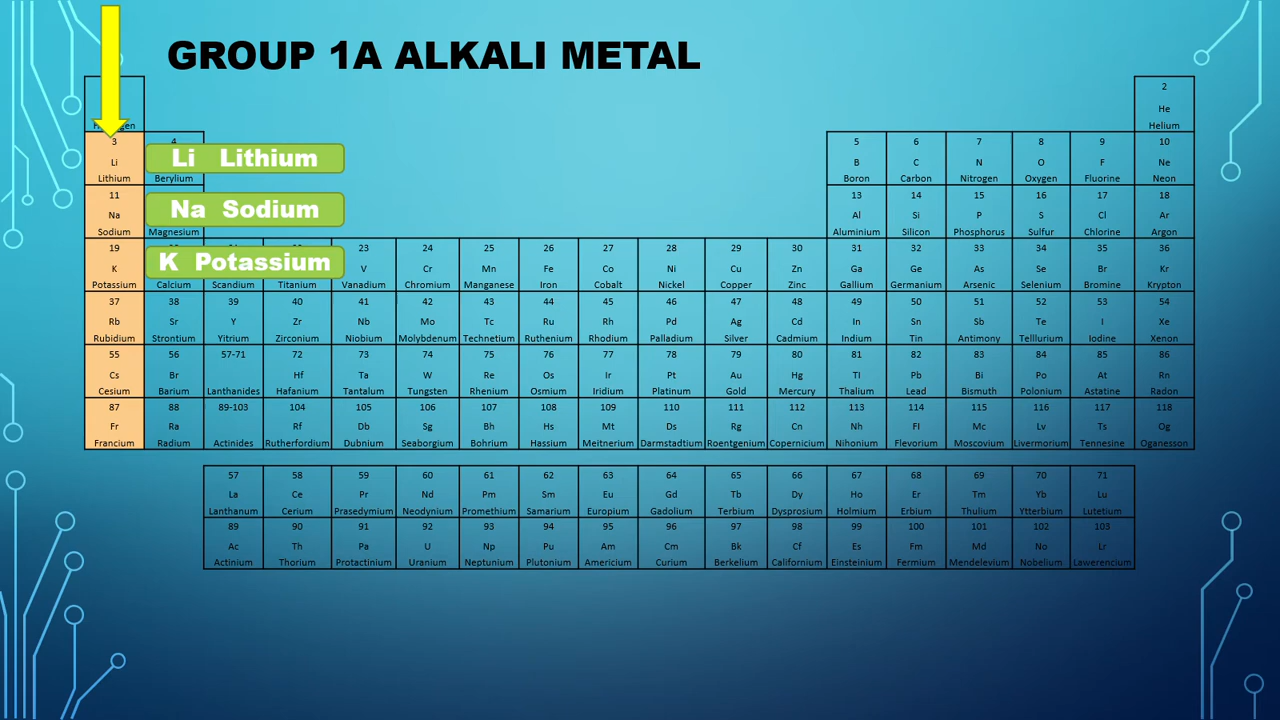 GROUP 1A ALKALI METAL
2
He
Helium
3 4 5 6 7 8 9 10
Li Li Lithium B C N O F Ne
Lithium Berylium Boron Carbon Nitrogen Oxygen Fluorine Neon
11 13 14 15 16 17 18
Na Na Sodium Al Si P S Cl Ar
Sodium Magnesium Aluminium Silicon Phosphorus Sulfur Chlorine Argon
19 23 24 25 26 27 28 29 30 31 32 33 34 35 36
K K Potassium V Cr Mn Fe Co Ni Cu Zn Ga Ge As Se Br Kr
Potassium Calcium Scandium Titanium Vanadium Chromium Manganese Iron Cobalt Nickel Copper Zinc Gallium Germanium Arsenic Selenium Bromine Krypton
37 38 39 40 41 42 43 44 45 46 47 48 49 50 51 52 53 54
Rb Sr Y Zr Nb Mo Tc Ru Rh Pd Ag Cd In Sn Sb Te I Xe
Rubidium Strontium Yitrium Zirconium Niobium Molybdenum Technetium Ruthenium Rhodium Palladium Silver Cadmium Indium Tin Antimony Telllurium Iodine Xenon
55 56 57-71 72 73 74 75 76 77 78 79 80 81 82 83 84 85 86
Cs Br Hf Ta W Re Os Ir Pt Au Hg Tl Pb Bi Po At Rn
Cesium Barium Lanthanides Hafanium Tantalum Tungsten Rhenium Osmium Iridium Platinum Gold Mercury Thalium Lead Bismuth Polonium Astatine Radon
87 88 89-103 104 105 106 107 108 109 110 111 112 113 114 115 116 117 118
Fr Ra Rf Db Sg Bh Hs Mt Ds Rg Cn Nh Fl Mc Lv Ts Og
Francium Radium Actinides Rutherfordium Dubnium Seaborgium Bohrium Hassium Meitnerium Darmstadtium Roentgenium Copernicium Nihonium Flevorium Moscovium Livermorium Tennesine Oganesson
57 58 59 60 61 62 63 64 65 66 67 68 69 70 71
La Ce Pr Nd Pm Sm Eu Gd Tb Dy Ho Er Tm Yb Lu
Lanthanum Cerium Prasedymium Neodynium Promethium Samarium Europium Gadolium Terbium Dysprosium Holmium Erbium Thulium Ytterbium Lutetium
89 90 91 92 93 94 95 96 97 98 99 100 101 102 103
Ac Th Pa U Np Pu Am Cm Bk Cf Es Fm Md No Lr
Actinium Thorium Protactinium Uranium Neptunium Plutonium Americium Curium Berkelium Californium Einsteinium Fermium Mendelevium Nobelium Lawerencium